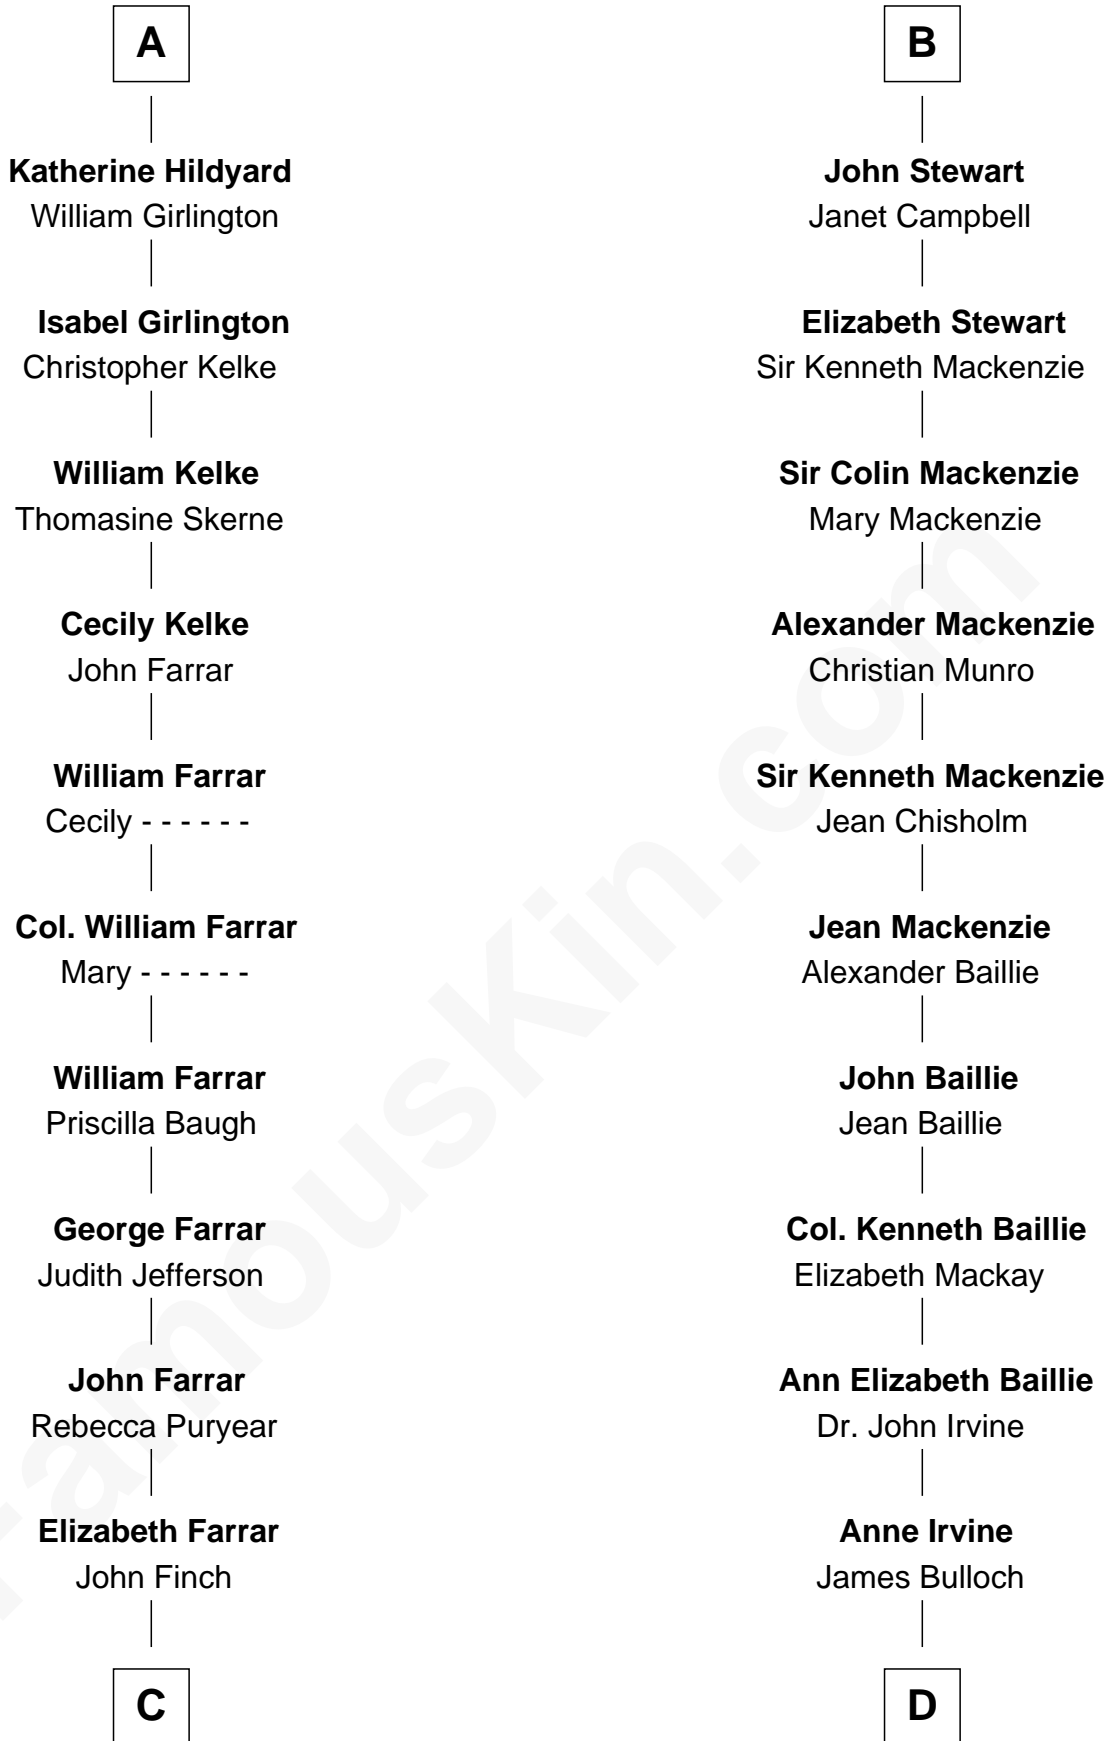 A
Katherine Hildyard
William Girlington
Isabel Girlington
Christopher Kelke
William Kelke
Thomasine Skerne
Cecily Kelke
John Farrar
William Farrar
Cecily - - - - - -
Col. William Farrar
Mary - - - - - -
William Farrar
Priscilla Baugh
George Farrar
Judith Jefferson
John Farrar
Rebecca Puryear
Elizabeth Farrar
John Finch
C
B
John Stewart
Janet Campbell
Elizabeth Stewart
Sir Kenneth Mackenzie
Sir Colin Mackenzie
Mary Mackenzie
Alexander Mackenzie
Christian Munro
Sir Kenneth Mackenzie
Jean Chisholm
Jean Mackenzie
Alexander Baillie
John Baillie
Jean Baillie
Col. Kenneth Baillie
Elizabeth Mackay
Ann Elizabeth Baillie
Dr. John Irvine
Anne Irvine
James Bulloch
D
FamousKin.com